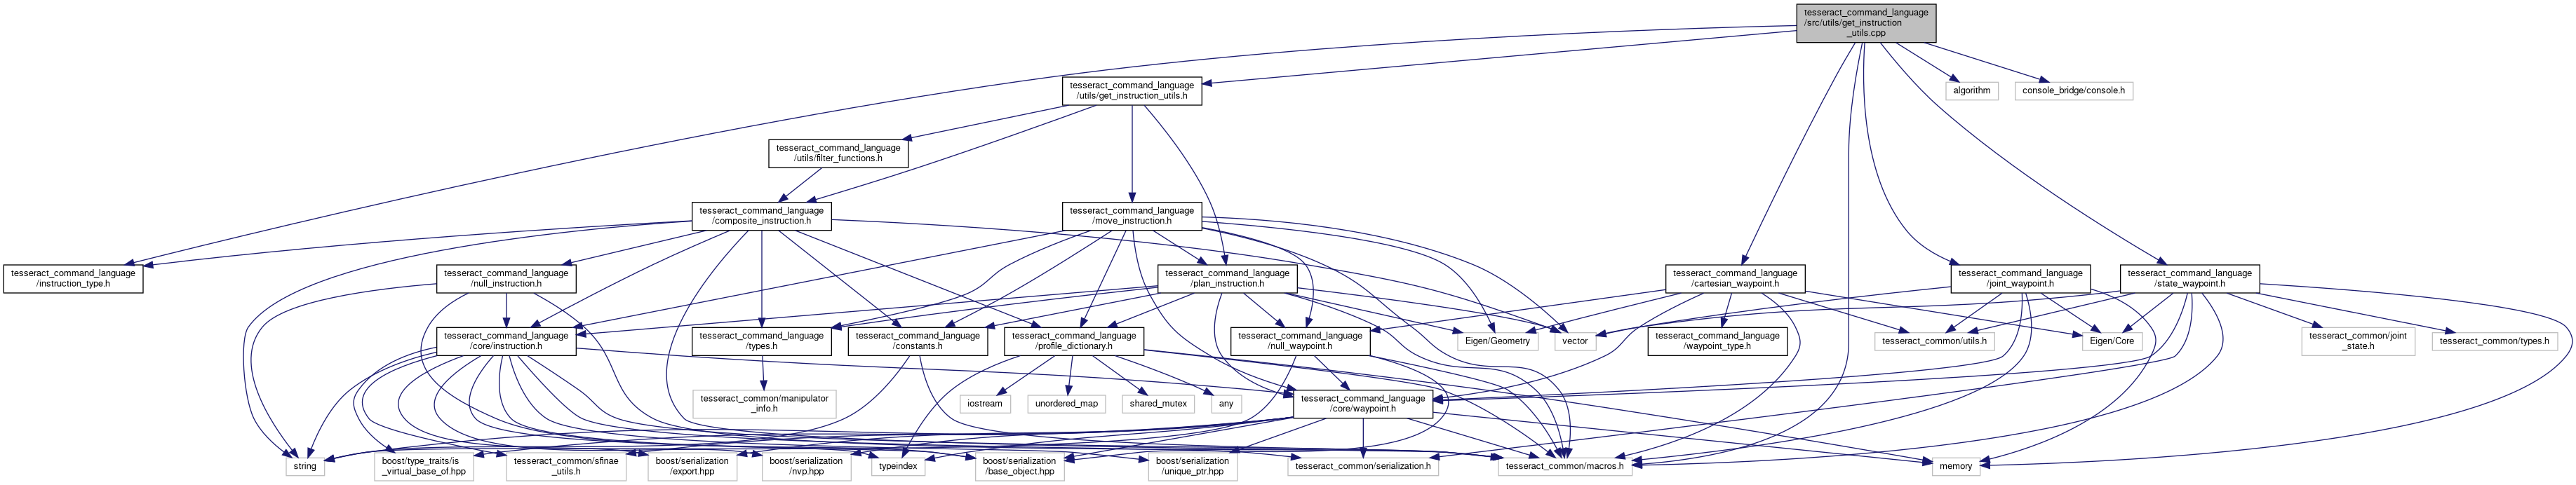 tesseract_command_language
/src/utils/get_instruction
_utils.cpp
tesseract_command_language
/utils/get_instruction_utils.h
algorithm
console_bridge/console.h
tesseract_command_language
/utils/filter_functions.h
tesseract_command_language
/composite_instruction.h
tesseract_command_language
/move_instruction.h
tesseract_command_language
/instruction_type.h
tesseract_command_language
/null_instruction.h
tesseract_command_language
/plan_instruction.h
tesseract_command_language
/cartesian_waypoint.h
tesseract_command_language
/joint_waypoint.h
tesseract_command_language
/state_waypoint.h
tesseract_command_language
/core/instruction.h
tesseract_command_language
/types.h
tesseract_command_language
/constants.h
tesseract_command_language
/profile_dictionary.h
tesseract_command_language
/null_waypoint.h
Eigen/Geometry
vector
tesseract_command_language
/waypoint_type.h
tesseract_common/utils.h
Eigen/Core
tesseract_common/joint
_state.h
tesseract_common/types.h
tesseract_common/manipulator
_info.h
iostream
unordered_map
shared_mutex
any
tesseract_command_language
/core/waypoint.h
string
boost/type_traits/is
_virtual_base_of.hpp
tesseract_common/sfinae
_utils.h
boost/serialization
/export.hpp
boost/serialization
/nvp.hpp
typeindex
boost/serialization
/base_object.hpp
boost/serialization
/unique_ptr.hpp
tesseract_common/serialization.h
tesseract_common/macros.h
memory